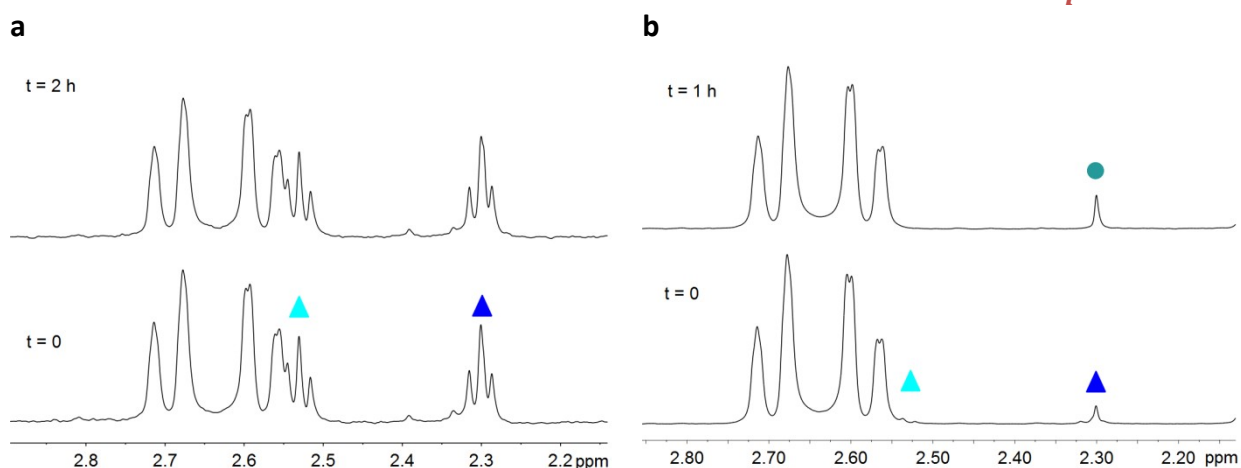 a
t = 2 h
t = 0
2.8 2.7 2.6 2.5 2.4 2.3 2.2 ppm
b
t = 1 h
t = 0
2.80 2.70 2.60 2.50 2.40 2.30 2.20 ppm